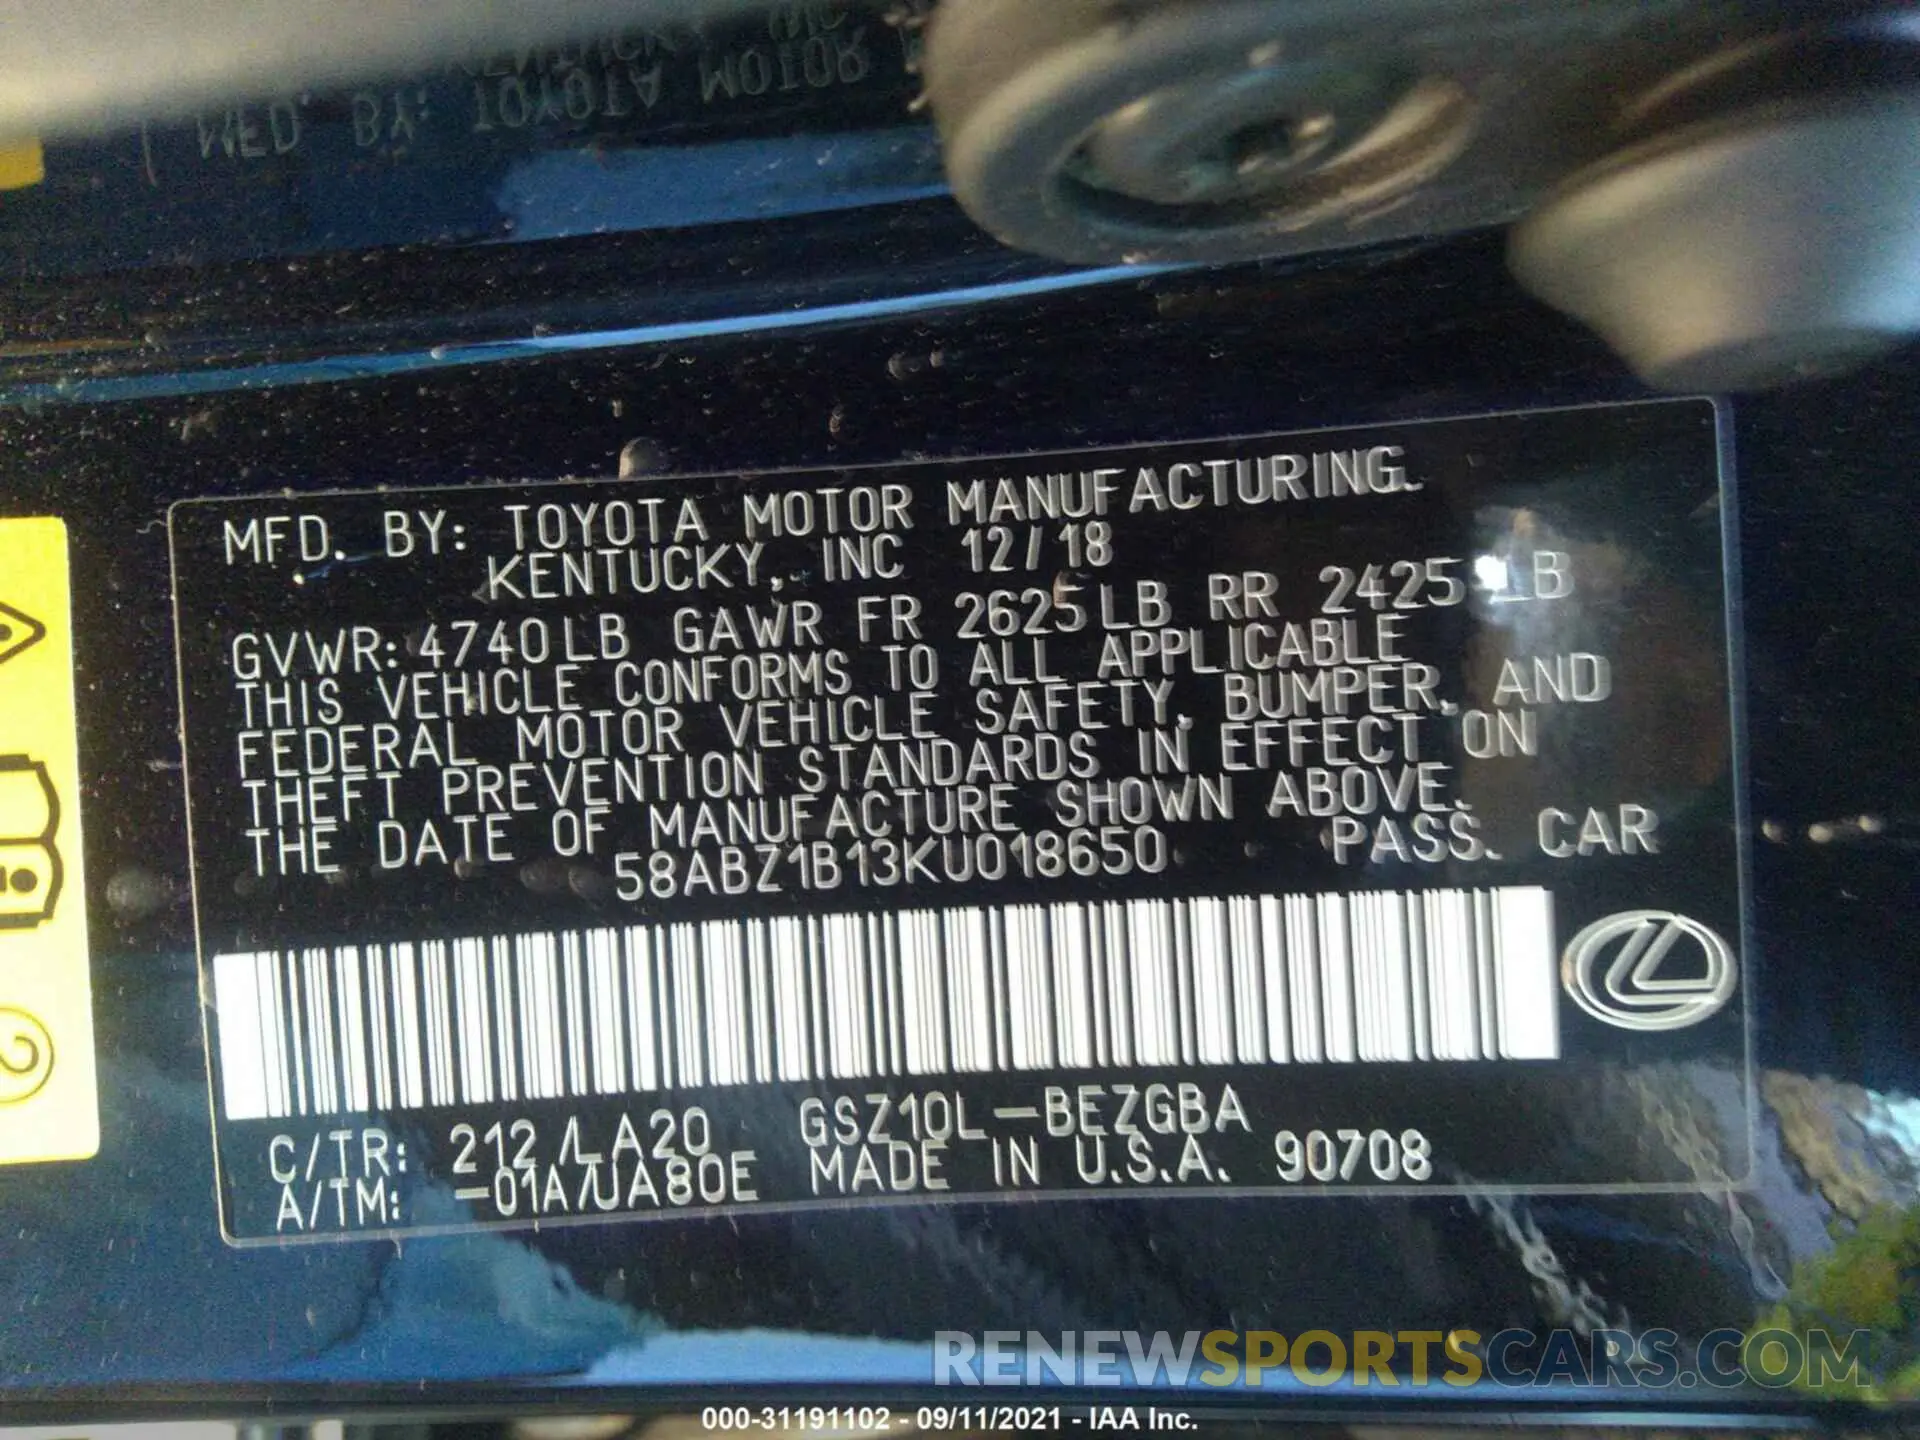 MFD. BY: TOYOTA MOTOR MANUFACTURING.
KENTUCKY, INC 12/18
GVWR: 4740LB GAWR FR 2625LB RR 2425 LB
THIS VEHICLE CONFORMS TO ALL APPLICABLE
FEDERAL MOTOR VEHICLE SAFETY, BUMPER, AND
THEFT PREVENTION STANDARDS IN EFFECT ON
THE DATE OF MANUFACTURE SHOWN ABOVE.
58ABZ1B13KU018650 PASS. CAR
C/TR: 212/LA20 GSZ10L-BEZGBA
A/TM: -01A/UA80E MADE IN U.S.A. 90708
2
RENEWSPORTSCARS.COM
000-31191102 - 09/11/2021 - IAA Inc.